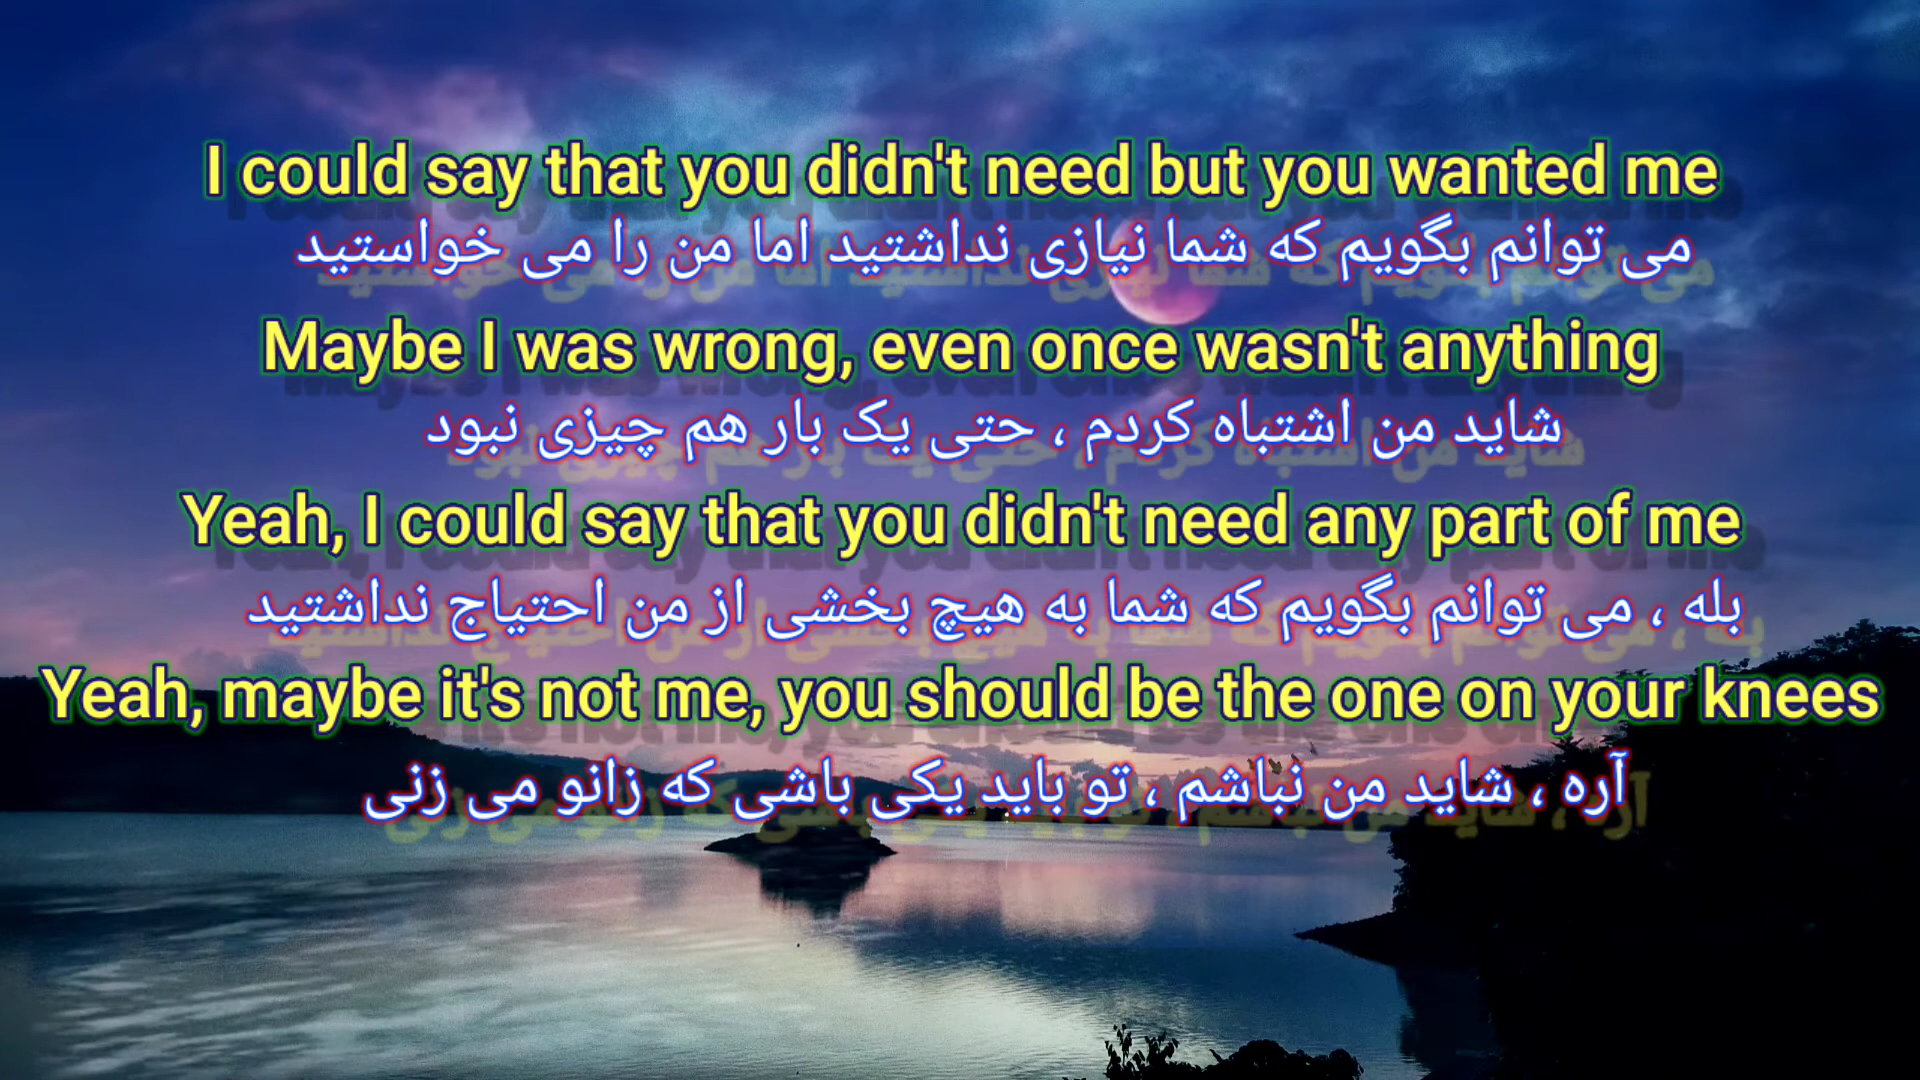 I could say that you didn't need but you wanted me
می توانم بگویم که شما نیازی نداشتید اما من را می خواستید
Maybe I was wrong, even once wasn't anything
شاید من اشتباه کردم ، حتی یک بار هم چیزی نبود
Yeah, I could say that you didn't need any part of me
بله ، می توانم بگویم که شما به هیچ بخشی از من احتیاج نداشتید
Yeah, maybe it's not me, you should be the one on your knees
آره ، شاید من نباشم ، تو باید یکی باشی که زانو می زنی